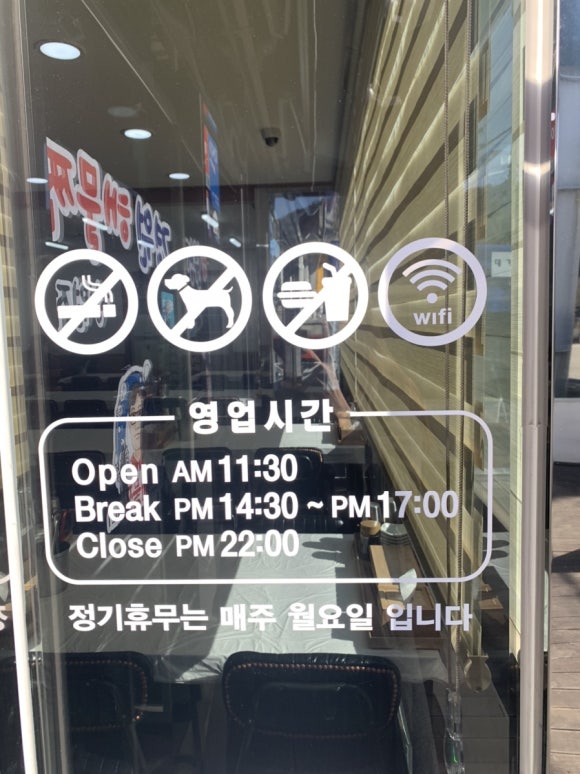 wifi
영업시간
Open AM 11:30
Break PM 14:30 ~ PM 17:00
Close PM 22:00
정기휴무는 매주 월요일 입니다